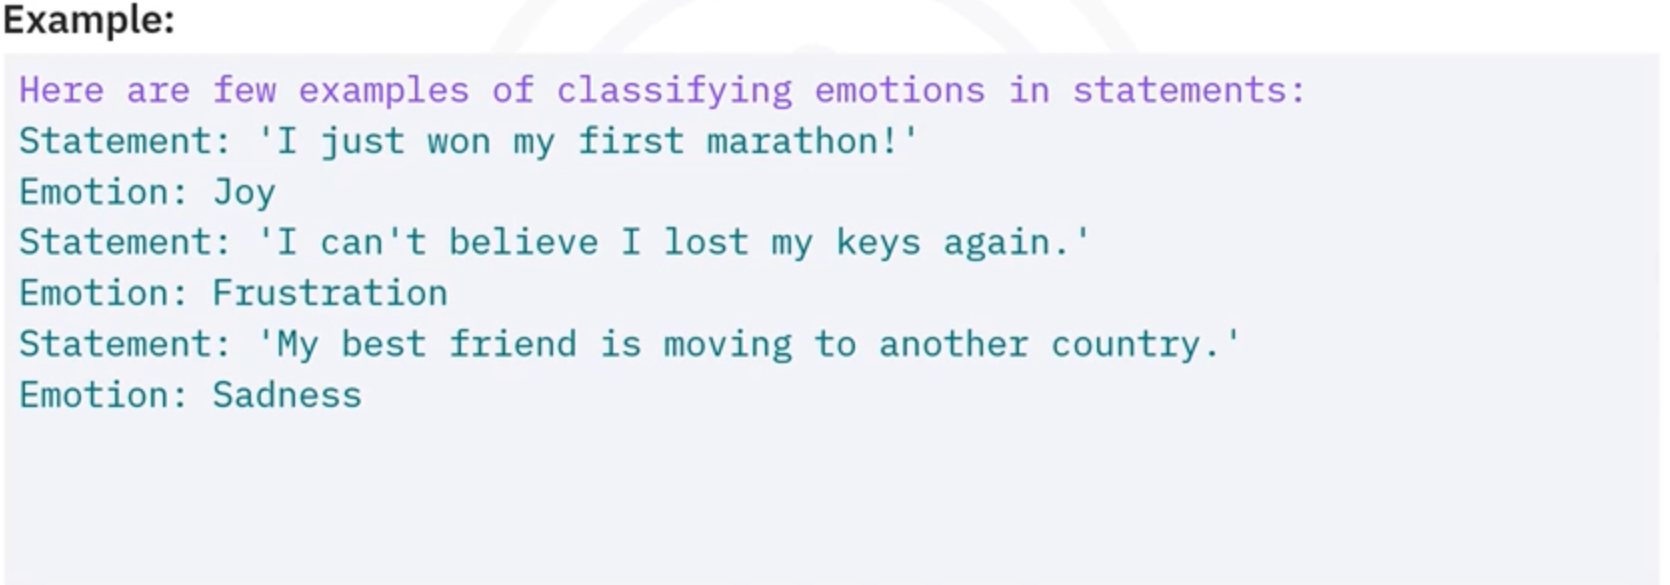 Example:
Here are few examples of classifying emotions in statements:
Statement: 'I just won my first marathon!'
Emotion: Joy
Statement: 'I can't believe I lost my keys again.'
Emotion: Frustration
Statement: 'My best friend is moving to another country.'
Emotion: Sadness